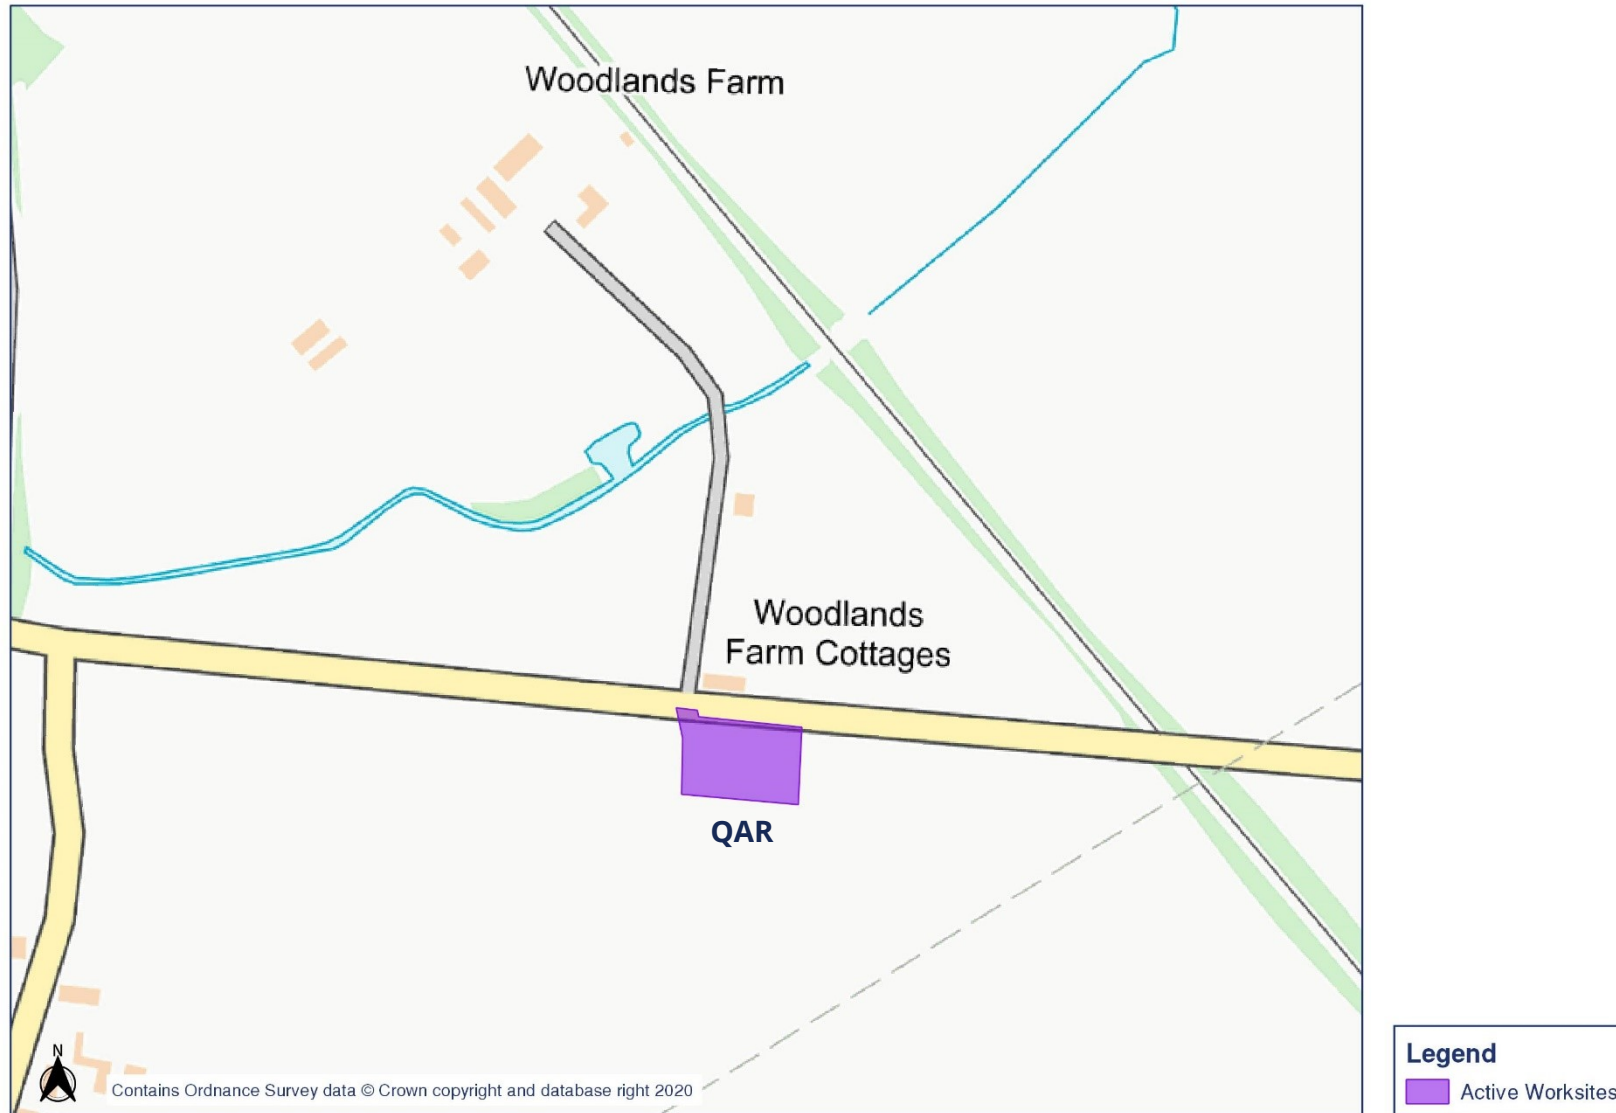 Woodlands Farm
Woodlands
Farm Cottages
QAR
N
Contains Ordnance Survey data © Crown copyright and database right 2020
Legend
Active Worksites